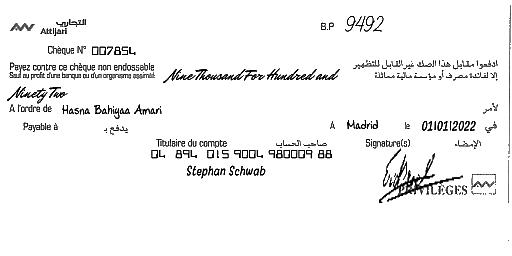 التجاري
Attijari
B.P 9492
Chèque N° 007854
Payez contre ce chèque non endossable
Seul au profit d'une banque ou d'un organisme assimilé
Nine Thousand For Hundred and
ادفعوا مقابل هذا الصك غير القابل للتظهير
إلا لفائدة مصرف أو مؤسسة مالية مماثلة
Ninety Two
A l'ordre de Hasna Bahiyaa Amari لأمر
Payable à يدفع بـ A Madrid le 01/01/2022 في
Titulaire du compte صاحب الحساب Signature(s) الإمضاء
04 894 015 9004 980009 88
Stephan Schwab
PRIVILÈGES